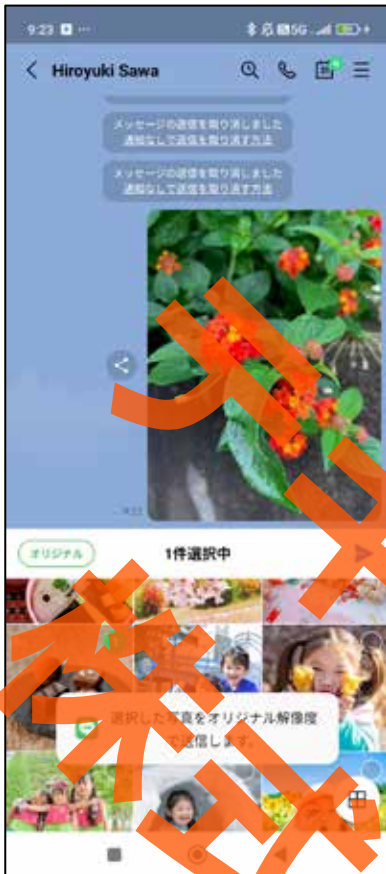 9:23
5G
Hiroyuki Sawa
メッセージの送信を取り消しました
通知なしで送信を取り消す方法
メッセージの送信を取り消しました
通知なしで送信を取り消す方法
オリジナル
1件選択中
選択した写真をオリジナル解像度
で送信します。